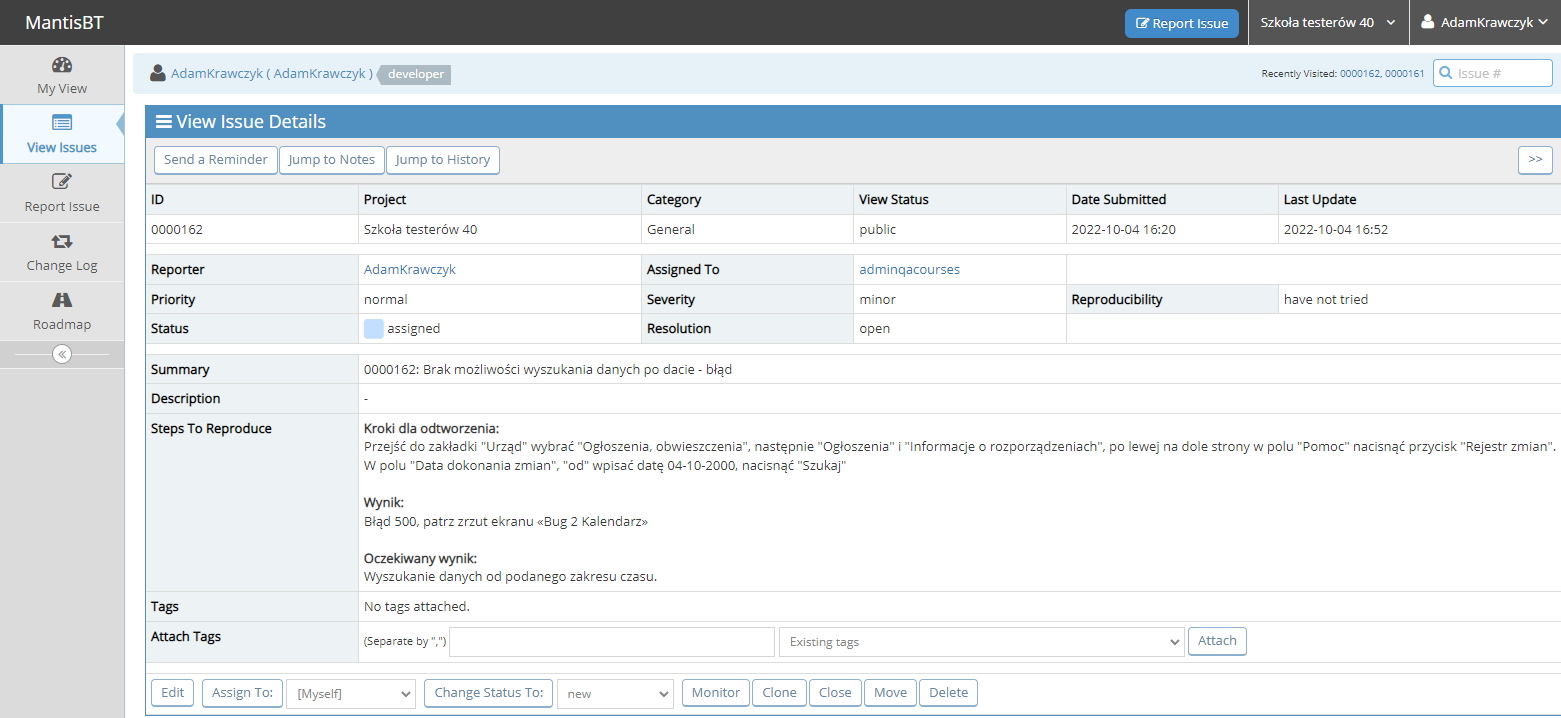 MantisBT
Report Issue
Szkoła testerów 40
AdamKrawczyk
My View
View Issues
Report Issue
Change Log
Roadmap
AdamKrawczyk ( AdamKrawczyk ) developer
Recently Visited: 0000162, 0000161
Issue #
View Issue Details
Send a Reminder Jump to Notes Jump to History >>
ID Project Category View Status Date Submitted Last Update
0000162 Szkoła testerów 40 General public 2022-10-04 16:20 2022-10-04 16:52
Reporter AdamKrawczyk Assigned To adminqacourses
Priority normal Severity minor Reproducibility have not tried
Status assigned Resolution open
Summary 0000162: Brak możliwości wyszukania danych po dacie - błąd
Description -
Steps To Reproduce Kroki dla odtworzenia:
Przejść do zakładki "Urząd" wybrać "Ogłoszenia, obwieszczenia", następnie "Ogłoszenia" i "Informacje o rozporządzeniach", po lewej na dole strony w polu "Pomoc" nacisnąć przycisk "Rejestr zmian".
W polu "Data dokonania zmian", "od" wpisać datę 04-10-2000, nacisnąć "Szukaj"
Wynik:
Błąd 500, patrz zrzut ekranu «Bug 2 Kalendarz»
Oczekiwany wynik:
Wyszukanie danych od podanego zakresu czasu.
Tags No tags attached.
Attach Tags (Separate by ",") Existing tags Attach
Edit Assign To: [Myself] Change Status To: new Monitor Clone Close Move Delete